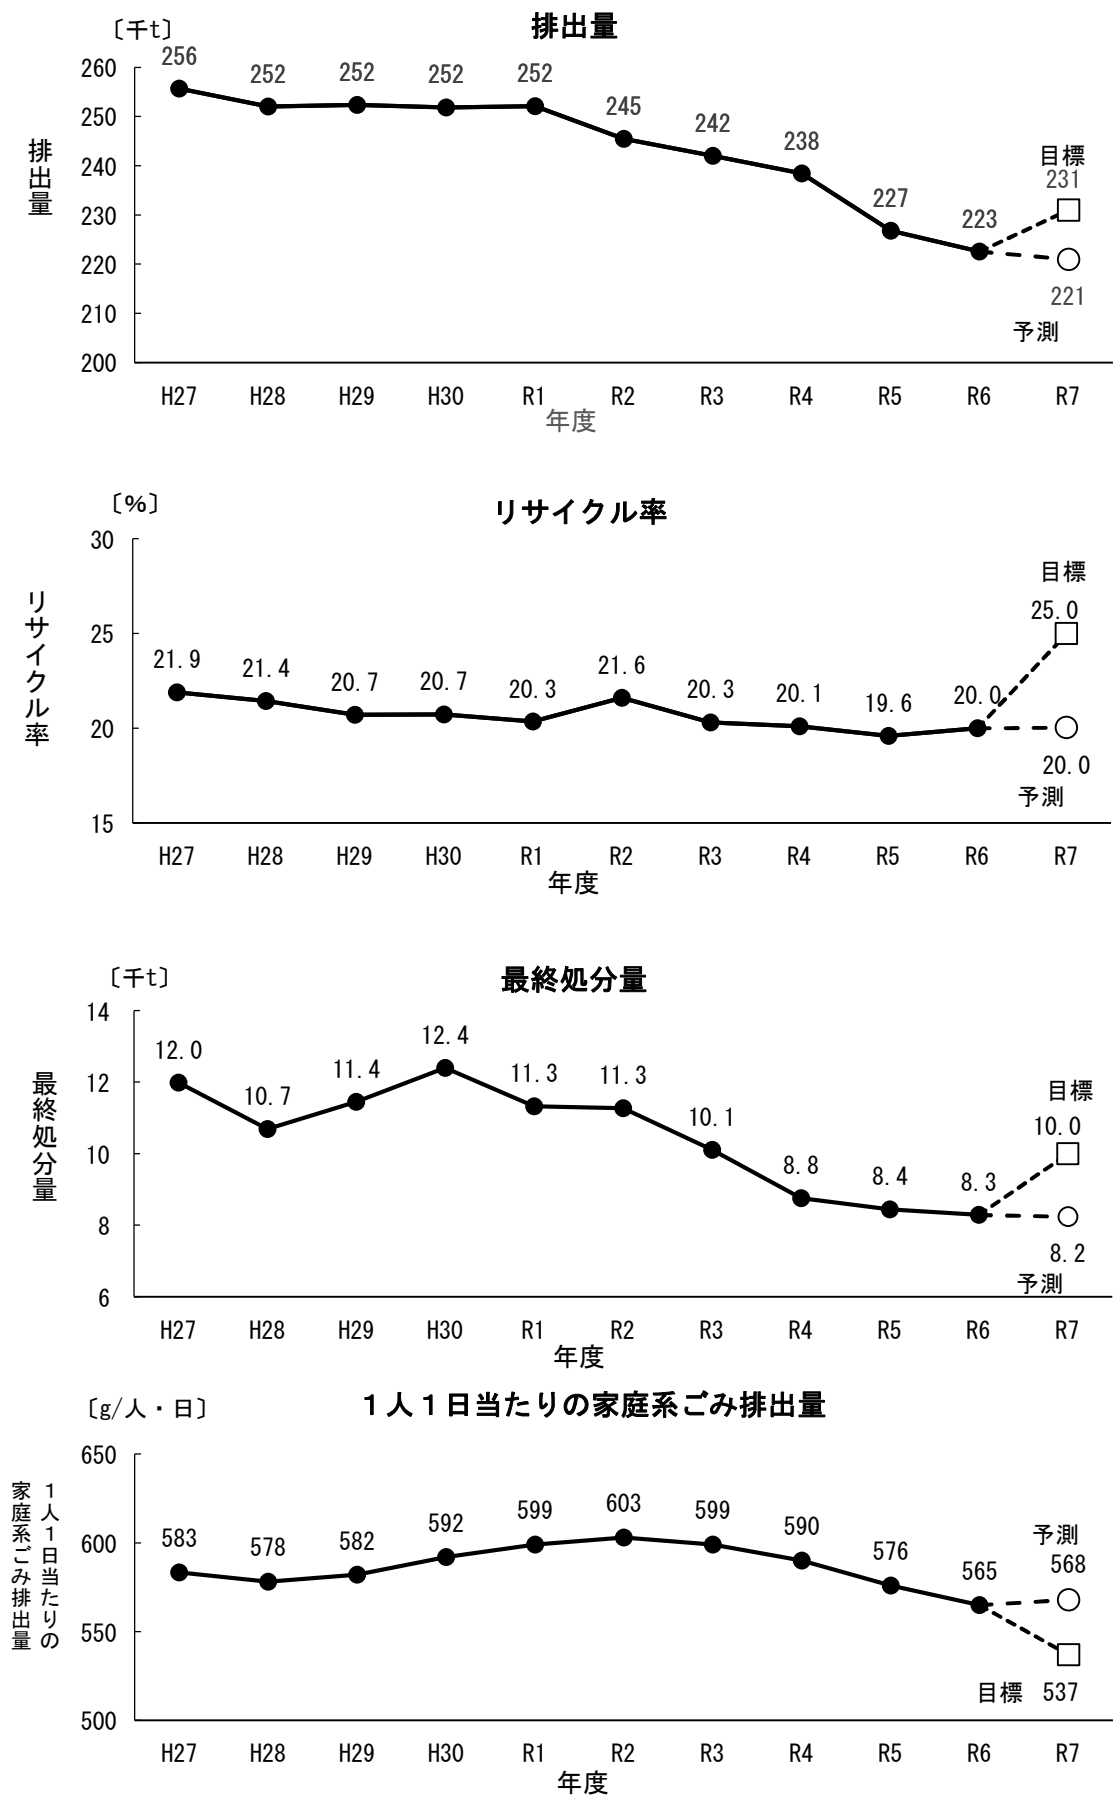 〔千t〕
排出量
排出量
260
250
240
230
220
210
200
256
252
252
252
252
245
242
238
227
223
目標
231
221
予測
H27 H28 H29 H30 R1 R2 R3 R4 R5 R6 R7
年度
〔%〕
リサイクル率
リサイクル率
30
25
20
15
21.9
21.4
20.7
20.7
20.3
21.6
20.3
20.1
19.6
20.0
目標
25.0
20.0
予測
H27 H28 H29 H30 R1 R2 R3 R4 R5 R6 R7
年度
〔千t〕
最終処分量
最終処分量
14
12
10
8
6
12.0
10.7
11.4
12.4
11.3
11.3
10.1
8.8
8.4
8.3
目標
10.0
8.2
予測
H27 H28 H29 H30 R1 R2 R3 R4 R5 R6 R7
年度
〔g/人・日〕
１人１日当たりの家庭系ごみ排出量
１人１日当たりの
家庭系ごみ排出量
650
600
550
500
583
578
582
592
599
603
599
590
576
565
予測
568
目標 537
H27 H28 H29 H30 R1 R2 R3 R4 R5 R6 R7
年度